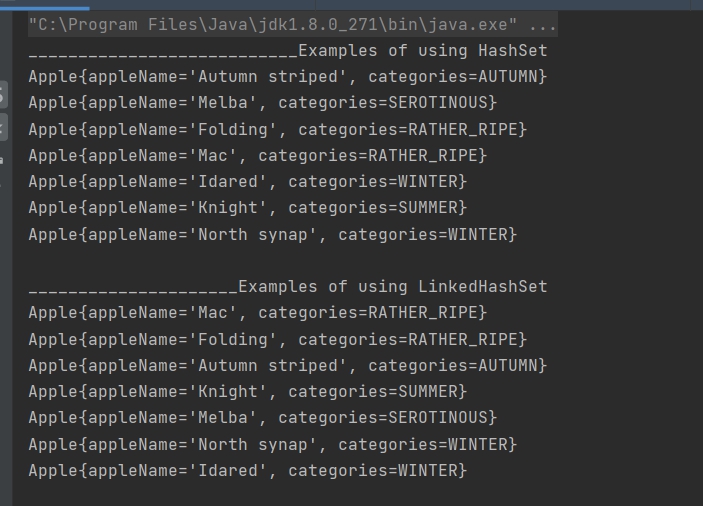 "C:\Program Files\Java\jdk1.8.0_271\bin\java.exe" ...
___________________________Examples of using HashSet
Apple{appleName='Autumn striped', categories=AUTUMN}
Apple{appleName='Melba', categories=SEROTINOUS}
Apple{appleName='Folding', categories=RATHER_RIPE}
Apple{appleName='Mac', categories=RATHER_RIPE}
Apple{appleName='Idared', categories=WINTER}
Apple{appleName='Knight', categories=SUMMER}
Apple{appleName='North synap', categories=WINTER}
_____________________Examples of using LinkedHashSet
Apple{appleName='Mac', categories=RATHER_RIPE}
Apple{appleName='Folding', categories=RATHER_RIPE}
Apple{appleName='Autumn striped', categories=AUTUMN}
Apple{appleName='Knight', categories=SUMMER}
Apple{appleName='Melba', categories=SEROTINOUS}
Apple{appleName='North synap', categories=WINTER}
Apple{appleName='Idared', categories=WINTER}